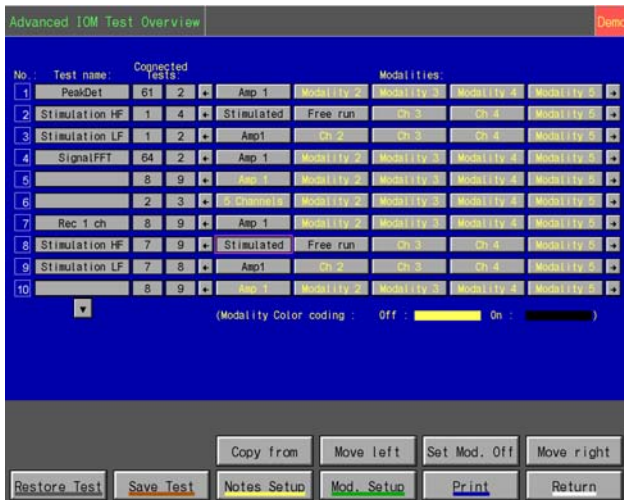 Advanced IOM Test Overview Demo
No.: Test name: Connected Tests: Modalities:
1 PeakDet 61 2 Amp 1 Modality 2 Modality 3 Modality 4 Modality 5
2 Stimulation HF 1 4 Stimulated Free run Ch 3 Ch 4 Modality 5
3 Stimulation LF 1 2 Amp1 Ch 2 Ch 3 Ch 4 Modality 5
4 SignalFFT 64 2 Amp 1 Modality 2 Modality 3 Modality 4 Modality 5
5 8 9 Amp 1 Modality 2 Modality 3 Modality 4 Modality 5
6 2 3 5 Channels Modality 2 Modality 3 Modality 4 Modality 5
7 Rec 1 ch 8 9 Amp 1 Modality 2 Modality 3 Modality 4 Modality 5
8 Stimulation HF 7 9 Stimulated Free run Ch 3 Ch 4 Modality 5
9 Stimulation LF 7 8 Amp1 Ch 2 Ch 3 Ch 4 Modality 5
10 8 9 Amp 1 Modality 2 Modality 3 Modality 4 Modality 5
(Modality Color coding : Off : On : )
Copy from Move left Set Mod. Off Move right
Restore Test Save Test Notes Setup Mod. Setup Print Return